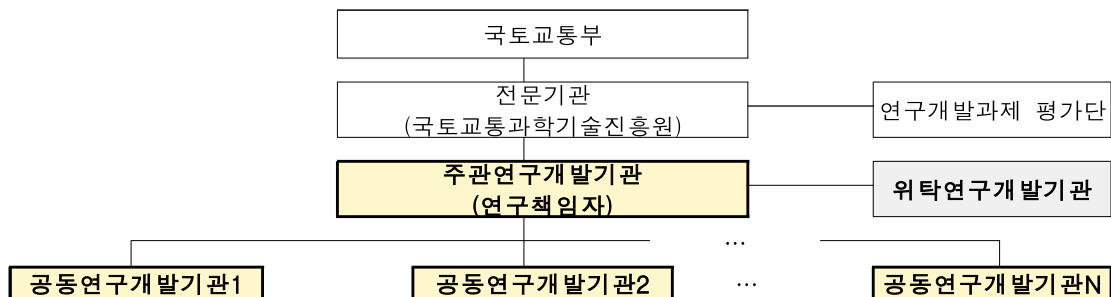 국토교통부
전문기관
(국토교통과학기술진흥원)
연구개발과제 평가단
주관연구개발기관
(연구책임자)
위탁연구개발기관
...
공동연구개발기관1
공동연구개발기관2
...
공동연구개발기관N